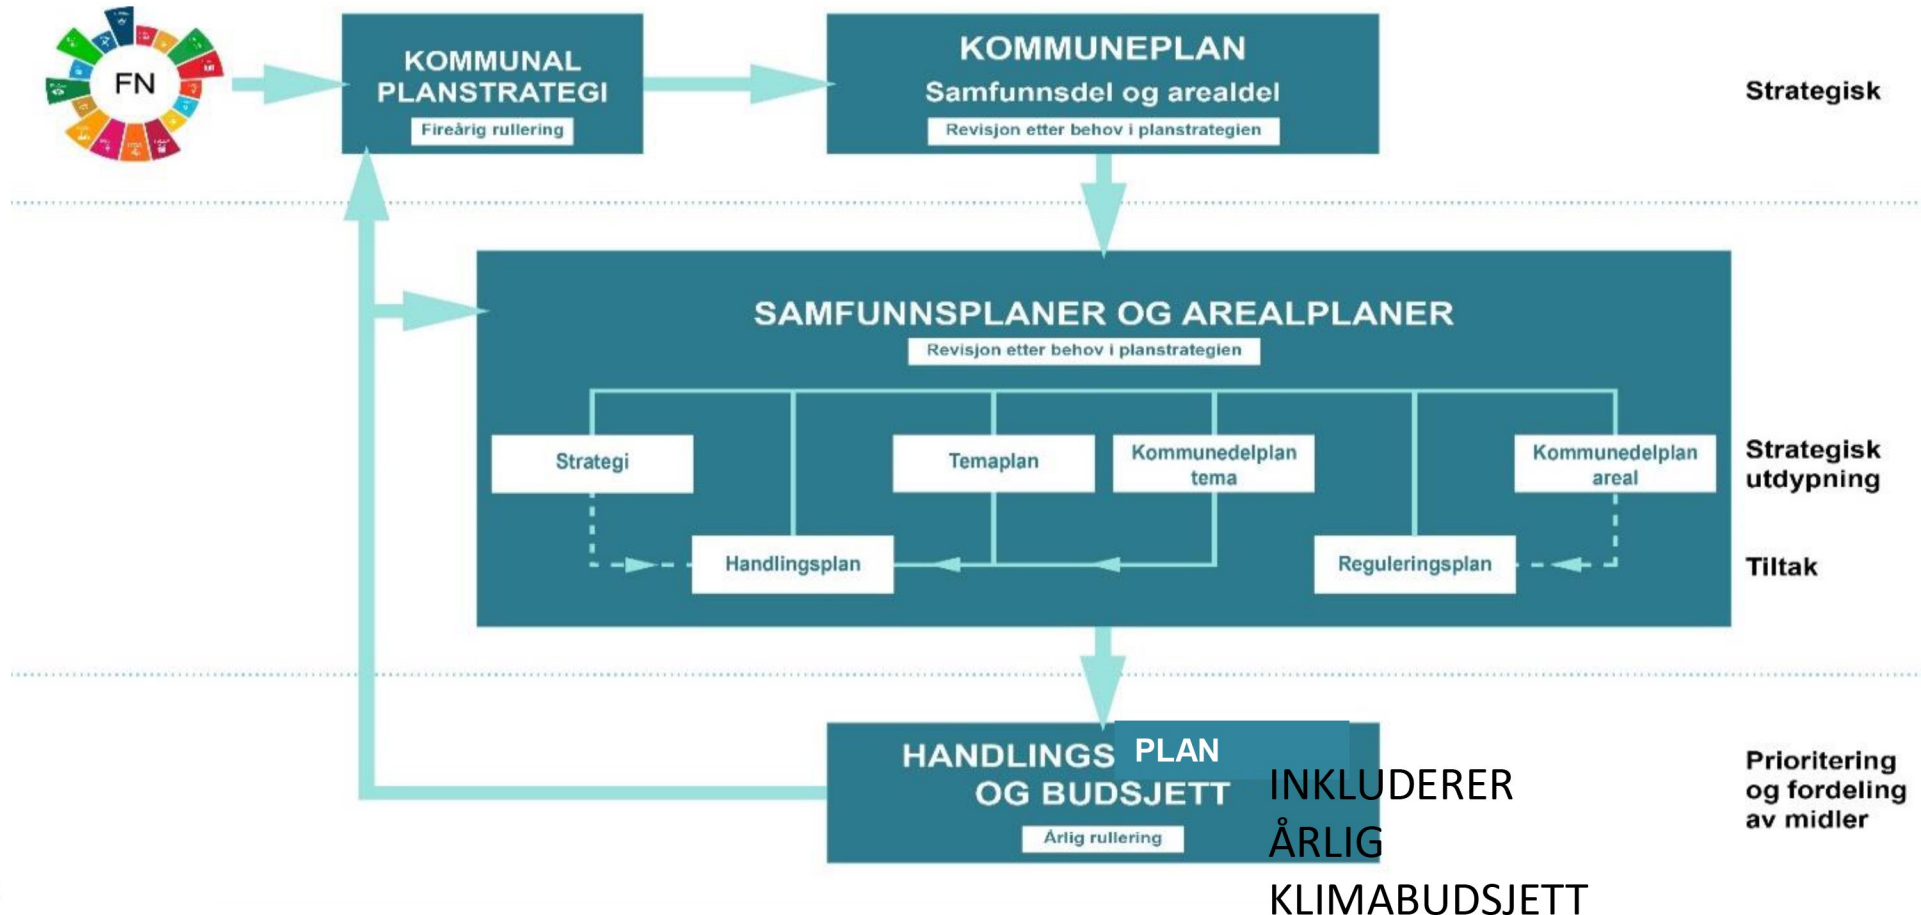 FN
KOMMUNAL
PLANSTRATEGI
Fireårig rullering
KOMMUNEPLAN
Samfunnsdel og arealdel
Revisjon etter behov i planstrategien
Strategisk
SAMFUNNSPLANER OG AREALPLANER
Revisjon etter behov i planstrategien
Strategi
Temaplan
Kommunedelplan
tema
Kommunedelplan
areal
Strategisk
utdypning
Handlingsplan
Reguleringsplan
Tiltak
HANDLINGS PLAN
OG BUDSJETT
Årlig rullering
INKLUDERER
ÅRLIG
KLIMABUDSJETT
Prioritering
og fordeling
av midler